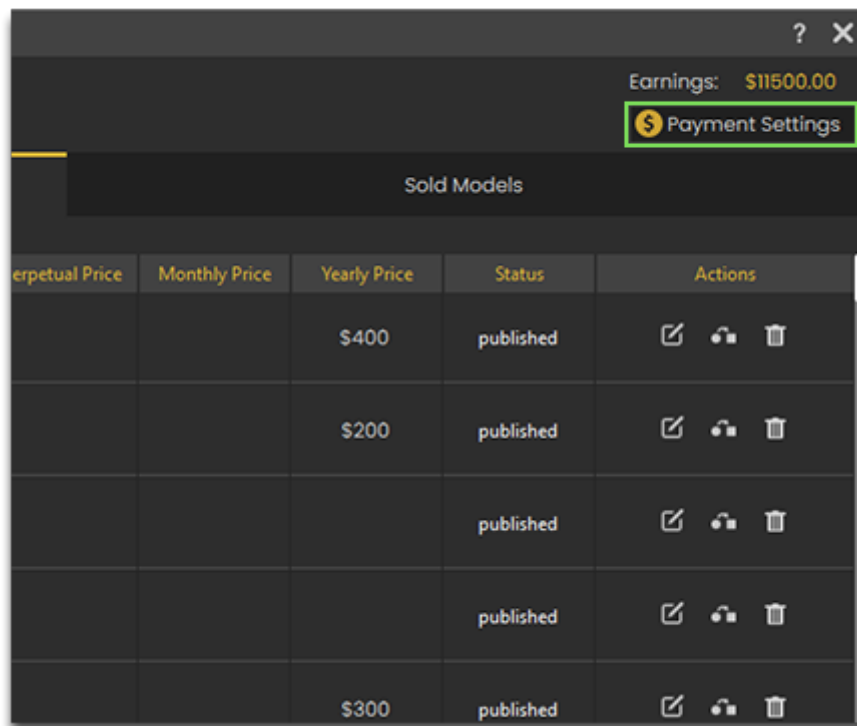 ?
Earnings: $11500.00
$ Payment Settings
Sold Models
erpetual Price Monthly Price Yearly Price Status Actions
$400 published
$200 published
published
published
$300 published